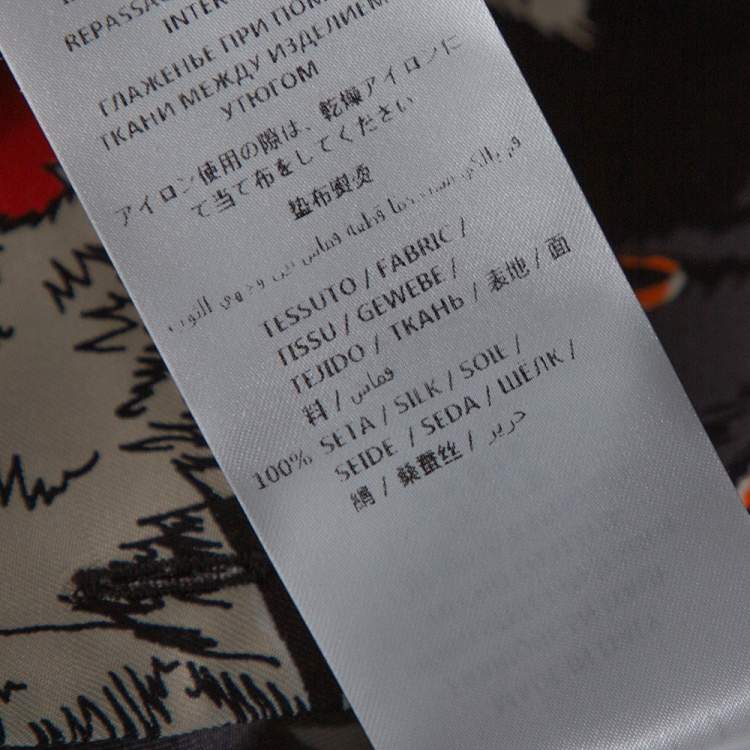 REPASSA
INTER
ГЛАЖЕНЬЕ ПРИ ПОМ
ТКАНИ МЕЖДУ ИЗДЕЛИЕМ
УТЮГОМ
アイロン使用の際は、乾燥アイロンに
て当て布をしてください
垫布熨烫
TESSUTO / FABRIC /
TISSU / GEWEBE /
TEJIDO / ТКАНЬ / 表地 / 面
料 / قماش
100% SETA / SILK / SOIE /
SEIDE / SEDA / ШЁЛК /
絹 / 桑蚕丝 / حرير